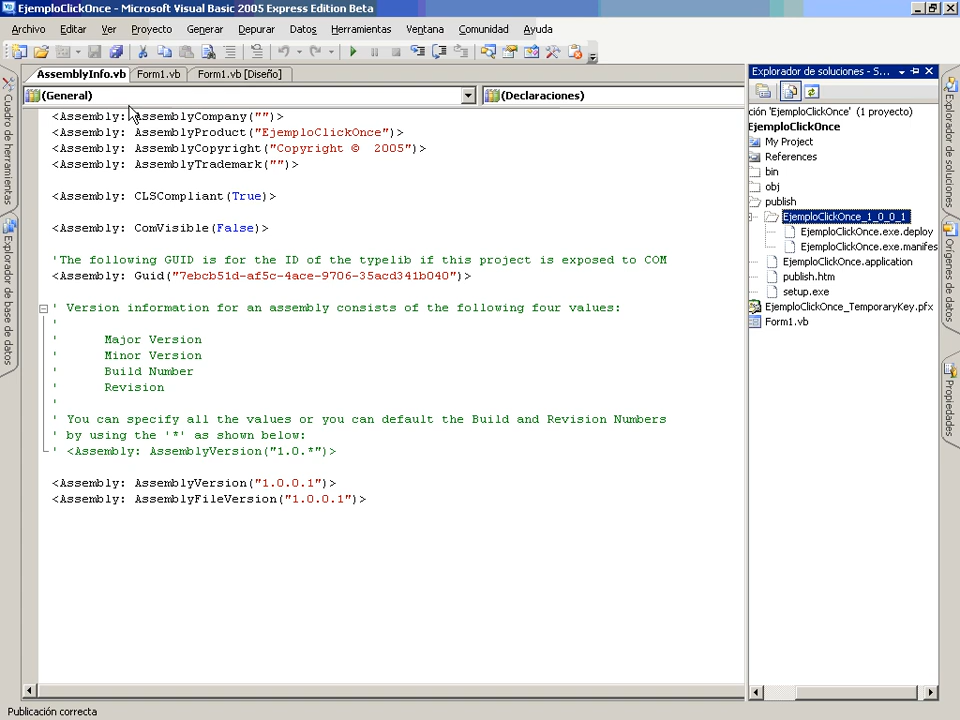 EjemploClickOnce - Microsoft Visual Basic 2005 Express Edition Beta
Archivo Editar Ver Proyecto Generar Depurar Datos Herramientas Ventana Comunidad Ayuda
AssemblyInfo.vb Form1.vb Form1.vb [Diseño]
(General) (Declaraciones)
<Assembly: AssemblyCompany("")>
<Assembly: AssemblyProduct("EjemploClickOnce")>
<Assembly: AssemblyCopyright("Copyright ©  2005")>
<Assembly: AssemblyTrademark("")>
<Assembly: CLSCompliant(True)>
<Assembly: ComVisible(False)>
'The following GUID is for the ID of the typelib if this project is exposed to COM
<Assembly: Guid("7ebcb51d-af5c-4ace-9706-35acd341b040")>
' Version information for an assembly consists of the following four values:
'
'      Major Version
'      Minor Version
'      Build Number
'      Revision
'
' You can specify all the values or you can default the Build and Revision Numbers
' by using the '*' as shown below:
' <Assembly: AssemblyVersion("1.0.*")>
<Assembly: AssemblyVersion("1.0.0.1")>
<Assembly: AssemblyFileVersion("1.0.0.1")>
Explorador de soluciones - S...
ción 'EjemploClickOnce' (1 proyecto)
EjemploClickOnce
My Project
References
bin
obj
publish
EjemploClickOnce_1_0_0_1
EjemploClickOnce.exe.deploy
EjemploClickOnce.exe.manifes
EjemploClickOnce.application
publish.htm
setup.exe
EjemploClickOnce_TemporaryKey.pfx
Form1.vb
Cuadro de herramientas
Explorador de base de datos
Explorador de soluciones
Orígenes de datos
Propiedades
Publicación correcta